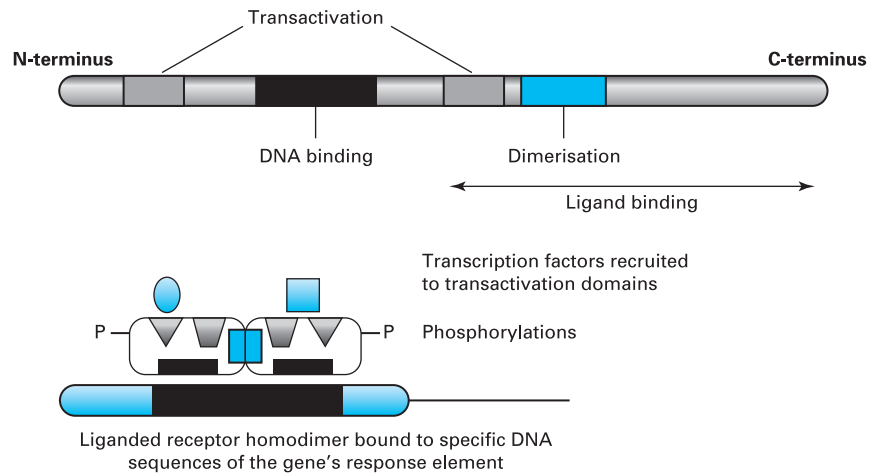 Transactivation
N-terminus
C-terminus
DNA binding
Dimerisation
Ligand binding
Transcription factors recruited
to transactivation domains
P
P
Phosphorylations
Liganded receptor homodimer bound to specific DNA
sequences of the gene's response element